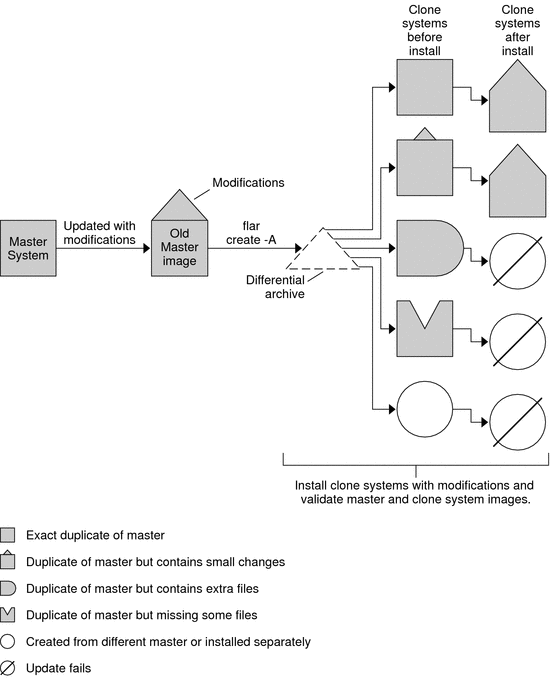 Clone
systems
before
install
Clone
systems
after
install
Modifications
Master
System
Updated with
modifications
Old
Master
image
flar
create -A
Differential
archive
Install clone systems with modifications and
validate master and clone system images.
Exact duplicate of master
Duplicate of master but contains small changes
Duplicate of master but contains extra files
Duplicate of master but missing some files
Created from different master or installed separately
Update fails